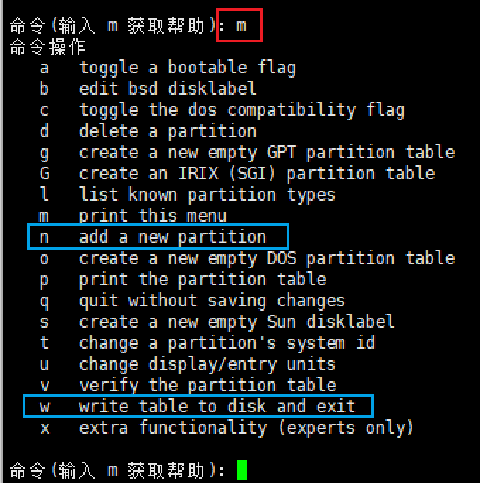 命令(输入 m 获取帮助): m
命令操作
a   toggle a bootable flag
b   edit bsd disklabel
c   toggle the dos compatibility flag
d   delete a partition
g   create a new empty GPT partition table
G   create an IRIX (SGI) partition table
l   list known partition types
m   print this menu
n   add a new partition
o   create a new empty DOS partition table
p   print the partition table
q   quit without saving changes
s   create a new empty Sun disklabel
t   change a partition's system id
u   change display/entry units
v   verify the partition table
w   write table to disk and exit
x   extra functionality (experts only)
命令(输入 m 获取帮助):